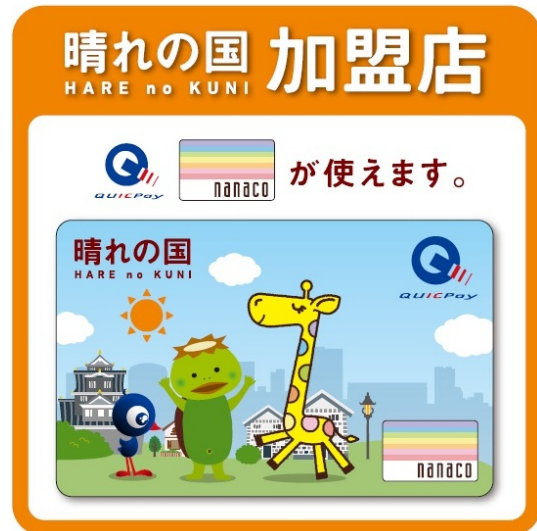 晴れの国 加盟店
HARE no KUNI
QUICPay nanaco が使えます。
晴れの国
HARE no KUNI
QUICPay
nanaco